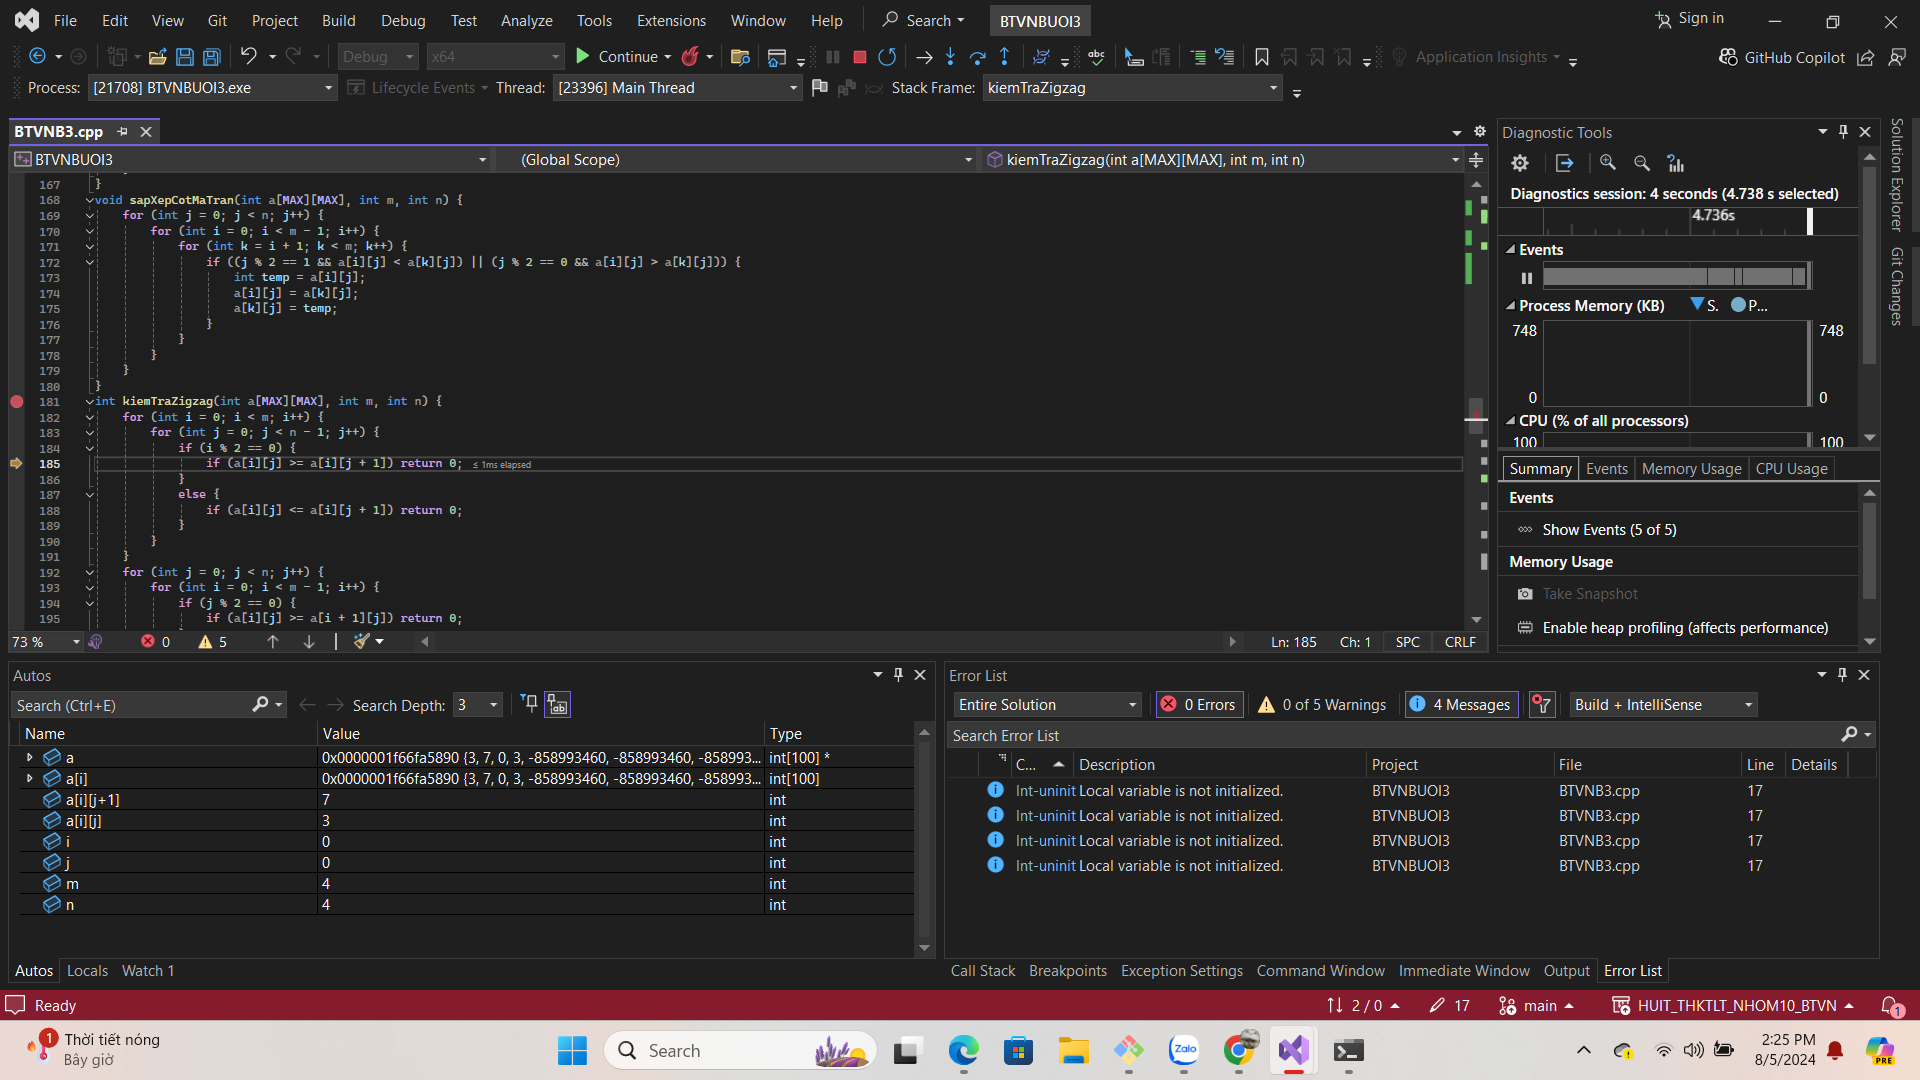 File Edit View Git Project Build Debug Test Analyze Tools Extensions Window Help Search BTVNBUOI3 Sign in
Debug x64 Continue Application Insights GitHub Copilot
Process: [21708] BTVNBUOI3.exe Lifecycle Events Thread: [23396] Main Thread Stack Frame: kiemTraZigzag
BTVNB3.cpp
BTVNBUOI3 (Global Scope) kiemTraZigzag(int a[MAX][MAX], int m, int n)
167 }
168 void sapXepCotMaTran(int a[MAX][MAX], int m, int n) {
169 for (int j = 0; j < n; j++) {
170 for (int i = 0; i < m - 1; i++) {
171 for (int k = i + 1; k < m; k++) {
172 if ((j % 2 == 1 && a[i][j] < a[k][j]) || (j % 2 == 0 && a[i][j] > a[k][j])) {
173 int temp = a[i][j];
174 a[i][j] = a[k][j];
175 a[k][j] = temp;
176 }
177 }
178 }
179 }
180 }
181 int kiemTraZigzag(int a[MAX][MAX], int m, int n) {
182 for (int i = 0; i < m; i++) {
183 for (int j = 0; j < n - 1; j++) {
184 if (i % 2 == 0) {
185 if (a[i][j] >= a[i][j + 1]) return 0; ≤ 1ms elapsed
186 }
187 else {
188 if (a[i][j] <= a[i][j + 1]) return 0;
189 }
190 }
191 }
192 for (int j = 0; j < n; j++) {
193 for (int i = 0; i < m - 1; i++) {
194 if (j % 2 == 0) {
195 if (a[i][j] >= a[i + 1][j]) return 0;
73 % 0 5 Ln: 185 Ch: 1 SPC CRLF
Diagnostic Tools
Diagnostics session: 4 seconds (4.738 s selected)
4.736s
Events
Process Memory (KB) S. P...
748 748
0 0
CPU (% of all processors)
100 100
Summary Events Memory Usage CPU Usage
Events
Show Events (5 of 5)
Memory Usage
Take Snapshot
Enable heap profiling (affects performance)
Solution Explorer
Git Changes
Autos
Search (Ctrl+E) Search Depth: 3
Name Value Type
a 0x0000001f66fa5890 {3, 7, 0, 3, -858993460, -858993460, -858993... int[100] *
a[i] 0x0000001f66fa5890 {3, 7, 0, 3, -858993460, -858993460, -858993... int[100]
a[i][j+1] 7 int
a[i][j] 3 int
i 0 int
j 0 int
m 4 int
n 4 int
Autos Locals Watch 1
Error List
Entire Solution 0 Errors 0 of 5 Warnings 4 Messages Build + IntelliSense
Search Error List
C... Description Project File Line Details
Int-uninit Local variable is not initialized. BTVNBUOI3 BTVNB3.cpp 17
Int-uninit Local variable is not initialized. BTVNBUOI3 BTVNB3.cpp 17
Int-uninit Local variable is not initialized. BTVNBUOI3 BTVNB3.cpp 17
Int-uninit Local variable is not initialized. BTVNBUOI3 BTVNB3.cpp 17
Call Stack Breakpoints Exception Settings Command Window Immediate Window Output Error List
Ready 2 / 0 17 main HUIT_THKTLT_NHOM10_BTVN 1
1 Thời tiết nóng
Bây giờ
Search
Zalo
2:25 PM
8/5/2024
PRE